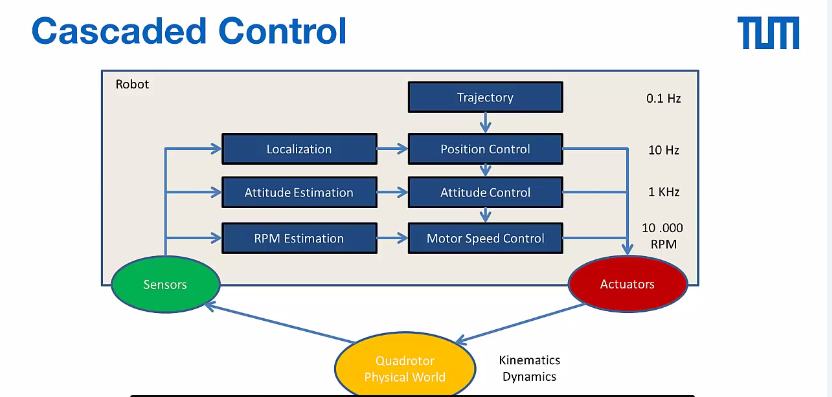 Cascaded Control
TUM
Robot
Trajectory
0.1 Hz
Localization
Position Control
10 Hz
Attitude Estimation
Attitude Control
1 KHz
RPM Estimation
Motor Speed Control
10 .000
RPM
Sensors
Actuators
Quadrotor
Physical World
Kinematics
Dynamics